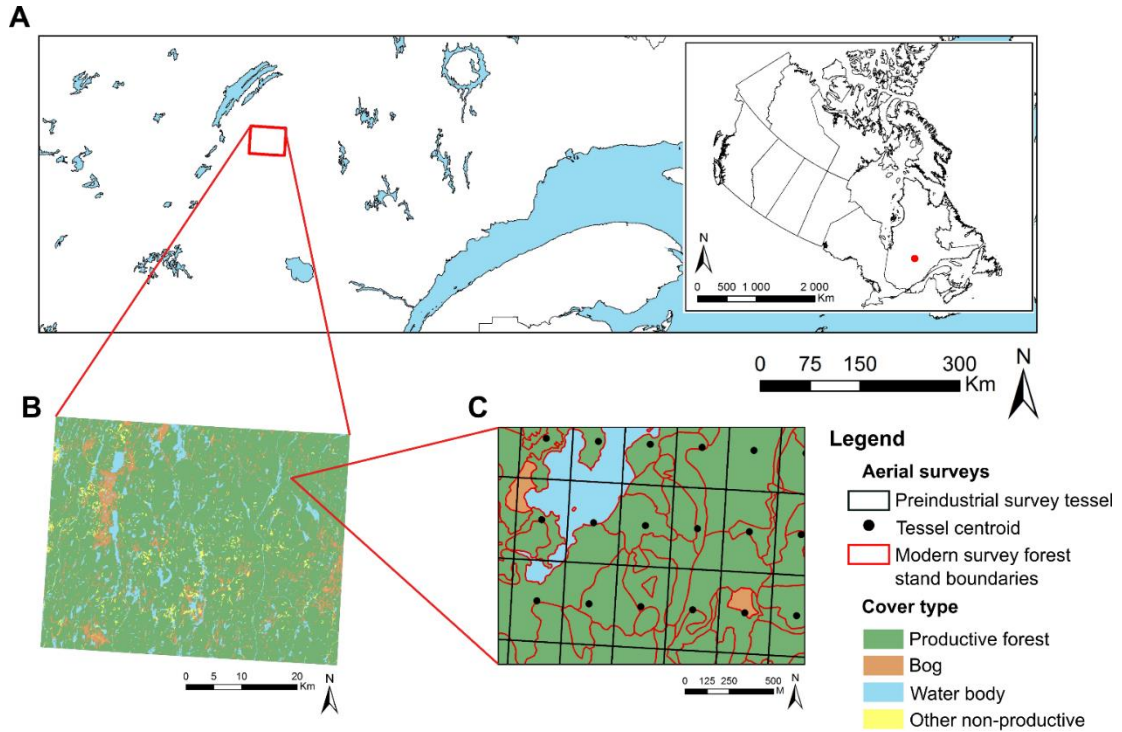 A
N
0 500 1 000 2 000
Km
0 75 150 300
Km
N
B
0 5 10 20
Km
N
C
0 125 250 500
M
N
Legend
Aerial surveys
Preindustrial survey tessel
Tessel centroid
Modern survey forest
stand boundaries
Cover type
Productive forest
Bog
Water body
Other non-productive